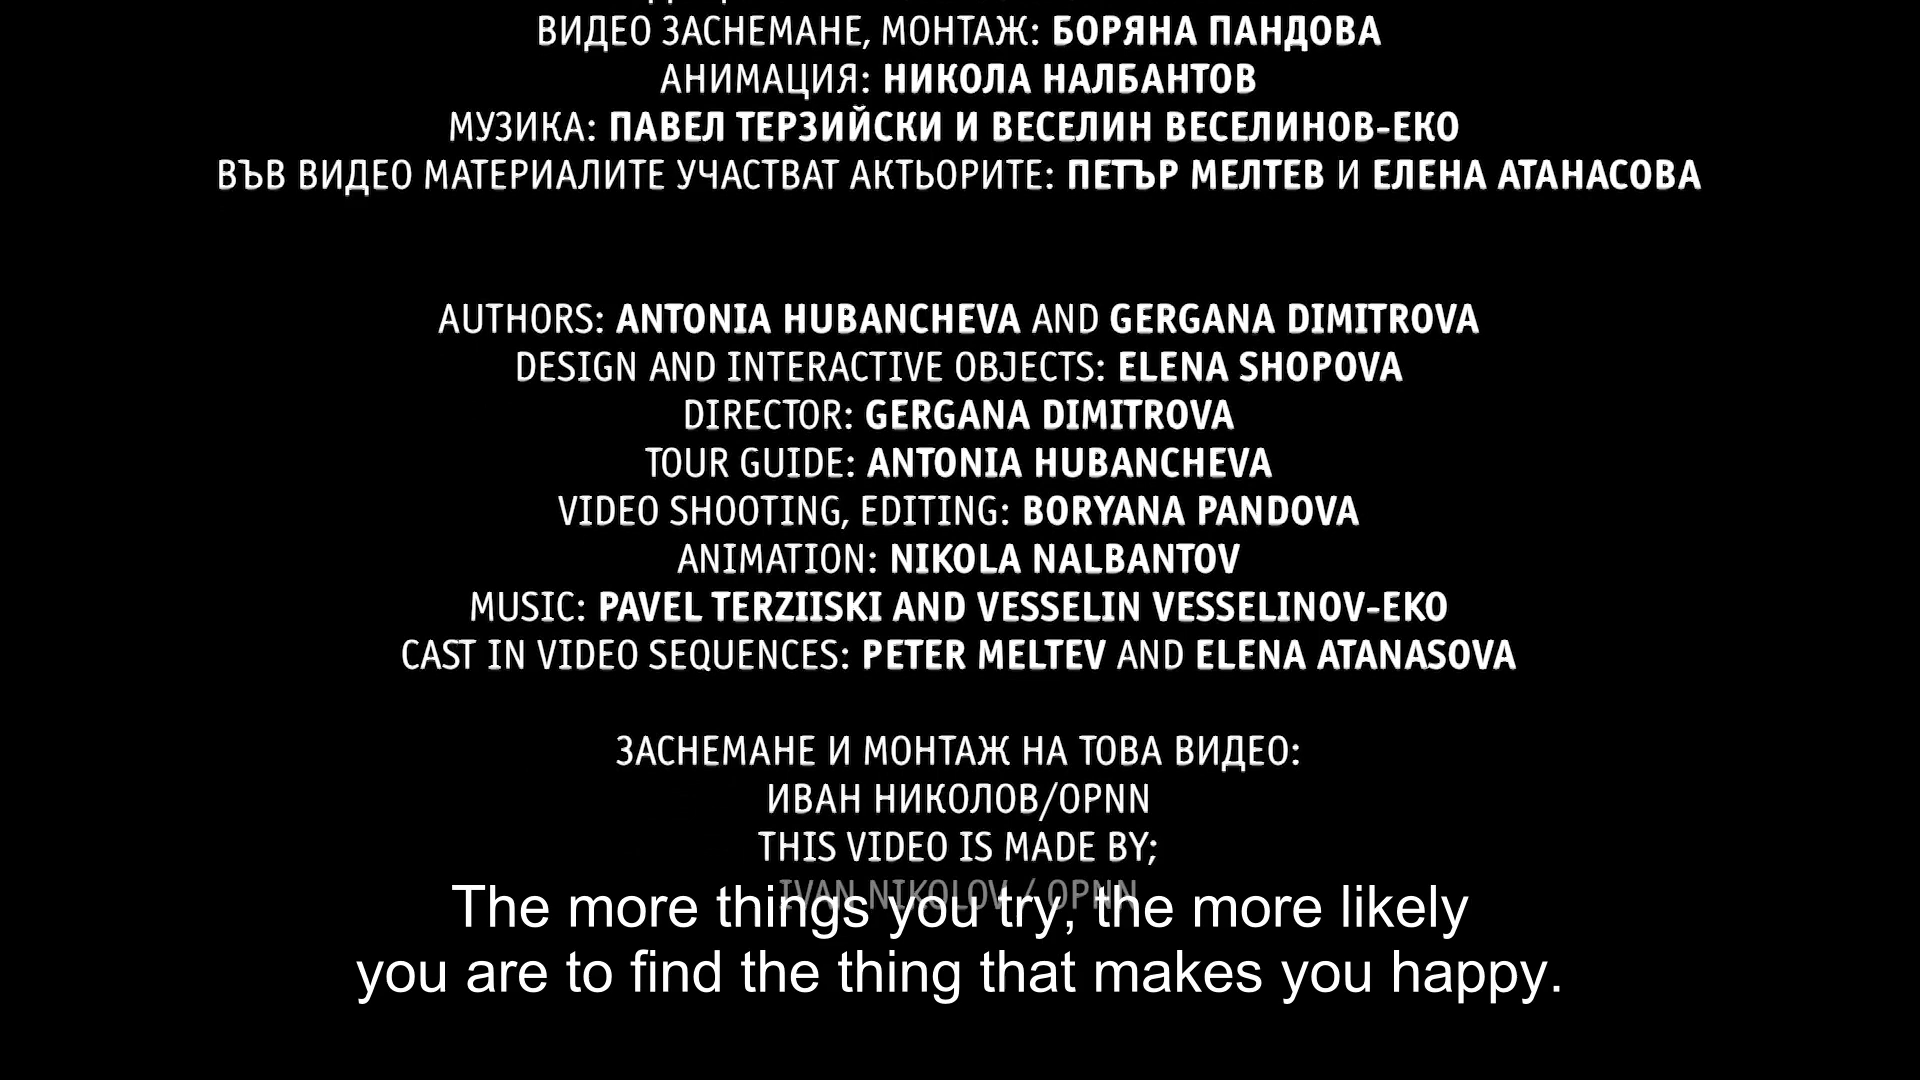 ВИДЕО ЗАСНЕМАНЕ, МОНТАЖ: БОРЯНА ПАНДОВА
АНИМАЦИЯ: НИКОЛА НАЛБАНТОВ
МУЗИКА: ПАВЕЛ ТЕРЗИЙСКИ И ВЕСЕЛИН ВЕСЕЛИНОВ-ЕКО
ВЪВ ВИДЕО МАТЕРИАЛИТЕ УЧАСТВАТ АКТЬОРИТЕ: ПЕТЪР МЕЛТЕВ И ЕЛЕНА АТАНАСОВА
AUTHORS: ANTONIA HUBANCHEVA AND GERGANA DIMITROVA
DESIGN AND INTERACTIVE OBJECTS: ELENA SHOPOVA
DIRECTOR: GERGANA DIMITROVA
TOUR GUIDE: ANTONIA HUBANCHEVA
VIDEO SHOOTING, EDITING: BORYANA PANDOVA
ANIMATION: NIKOLA NALBANTOV
MUSIC: PAVEL TERZIISKI AND VESSELIN VESSELINOV-EKO
CAST IN VIDEO SEQUENCES: PETER MELTEV AND ELENA ATANASOVA
ЗАСНЕМАНЕ И МОНТАЖ НА ТОВА ВИДЕО:
ИВАН НИКОЛОВ/OPNN
THIS VIDEO IS MADE BY;
IVAN NIKOLOV / OPNN
The more things you try, the more likely
you are to find the thing that makes you happy.